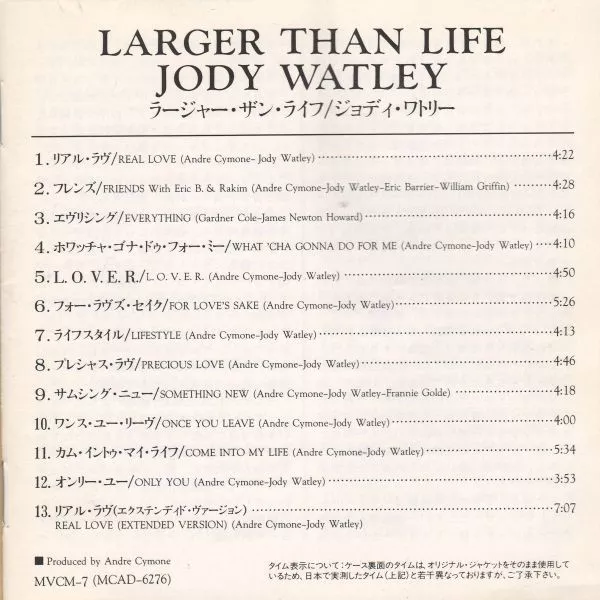 LARGER THAN LIFE
JODY WATLEY
ラージャー・ザン・ライフ/ジョディ・ワトリー
1. リアル・ラヴ/REAL LOVE (Andre Cymone-Jody Watley)……4:22
2. フレンズ/FRIENDS With Eric B. & Rakim (Andre Cymone-Jody Watley-Eric Barrier-William Griffin)……4:28
3. エヴリシング/EVERYTHING (Gardner Cole-James Newton Howard)……4:16
4. ホワッチャ・ゴナ・ドゥ・フォー・ミー/WHAT 'CHA GONNA DO FOR ME (Andre Cymone-Jody Watley)……4:10
5. L. O. V. E. R./L. O. V. E. R. (Andre Cymone-Jody Watley)……4:50
6. フォー・ラヴズ・セイク/FOR LOVE'S SAKE (Andre Cymone-Jody Watley)……5:26
7. ライフスタイル/LIFESTYLE (Andre Cymone-Jody Watley)……4:13
8. プレシャス・ラヴ/PRECIOUS LOVE (Andre Cymone-Jody Watley)……4:46
9. サムシング・ニュー/SOMETHING NEW (Andre Cymone-Jody Watley-Frannie Golde)……4:18
10. ワンス・ユー・リーヴ/ONCE YOU LEAVE (Andre Cymone-Jody Watley)……4:00
11. カム・イントゥ・マイ・ライフ/COME INTO MY LIFE (Andre Cymone-Jody Watley)……5:34
12. オンリー・ユー/ONLY YOU (Andre Cymone-Jody Watley)……3:53
13. リアル・ラヴ(エクステンディド・ヴァージョン)……7:07
REAL LOVE (EXTENDED VERSION) (Andre Cymone-Jody Watley)
■ Produced by Andre Cymone
MVCM-7 (MCAD-6276)
タイム表示について:ケース裏面のタイムは、オリジナル・ジャケットをそのまま使用して
いるため、日本で実測したタイム(上記)と若干異なっておりますが、ご了承下さい。